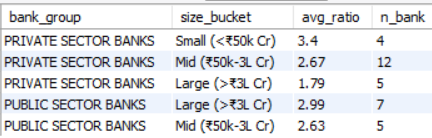 bank_group size_bucket avg_ratio n_bank
PRIVATE SECTOR BANKS Small (<₹50k Cr) 3.4 4
PRIVATE SECTOR BANKS Mid (₹50k-3L Cr) 2.67 12
PRIVATE SECTOR BANKS Large (>₹3L Cr) 1.79 5
PUBLIC SECTOR BANKS Large (>₹3L Cr) 2.99 7
PUBLIC SECTOR BANKS Mid (₹50k-3L Cr) 2.63 5